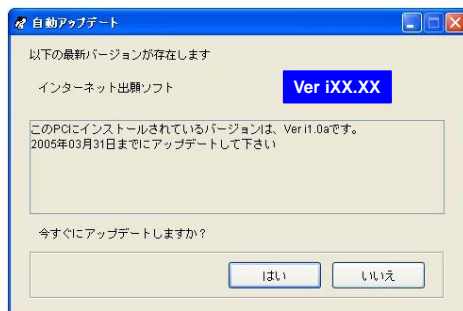 自動アップデート
以下の最新バージョンが存在します
インターネット出願ソフト
Ver iXX.XX
このPCにインストールされているバージョンは、Ver i1.0aです。
2005年03月31日までにアップデートして下さい
今すぐにアップデートしますか？
はい
いいえ